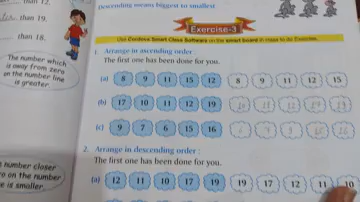 than 12.
than 19.
than 18.
The number which
is away from zero
on the number line
is greater.
number closer
on the number
is smaller.
Descending means biggest to smallest
Exercise-3
Use Cordova Smart Class Software on the smart board in class to do Exercise.
1. Arrange in ascending order:
The first one has been done for you.
(a) 8 9 11 15 12 8 9 11 12 15
(b) 17 10 11 12 19
(c) 9 7 6 15 16
2. Arrange in descending order:
The first one has been done for you.
(a) 12 11 10 17 19 19 17 12 11 10